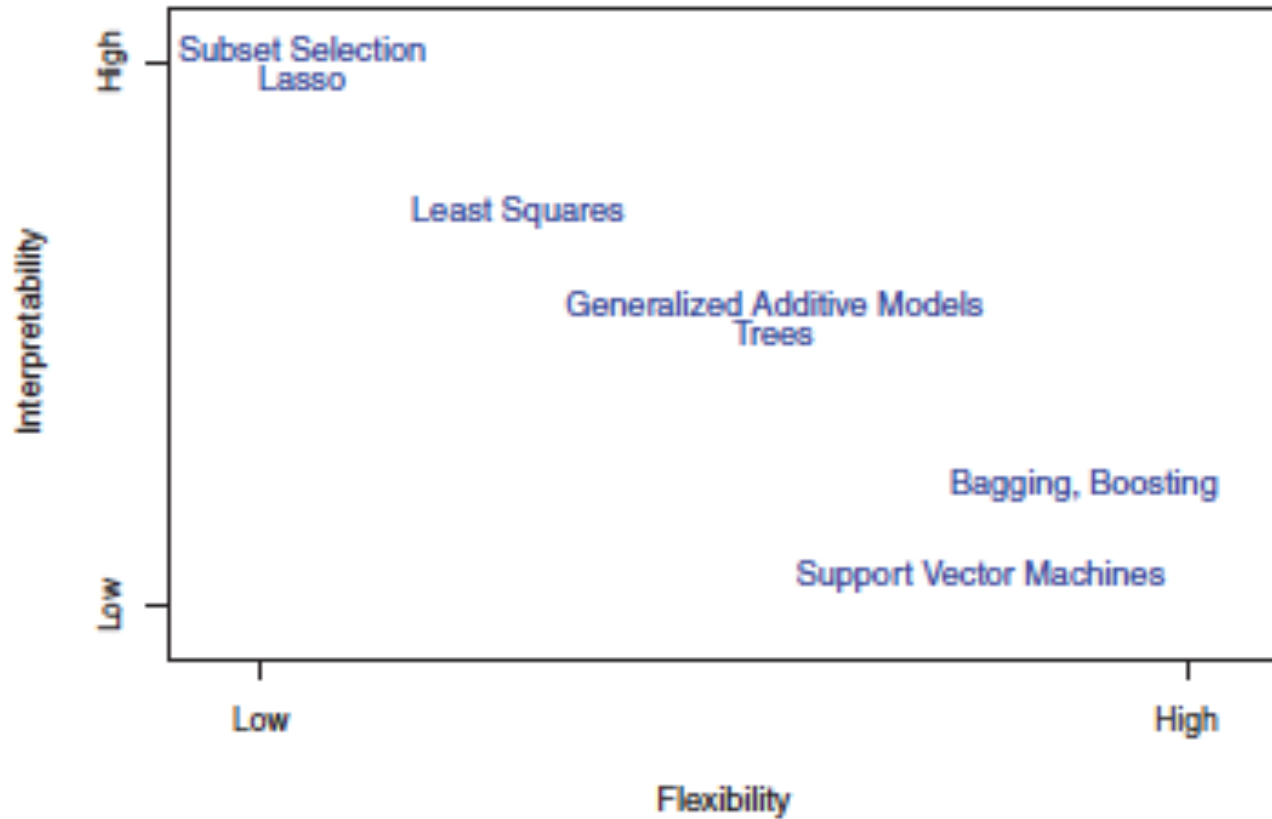 High
Subset Selection
Lasso
Least Squares
Interpretability
Generalized Additive Models
Trees
Bagging, Boosting
Support Vector Machines
Low
Low
High
Flexibility